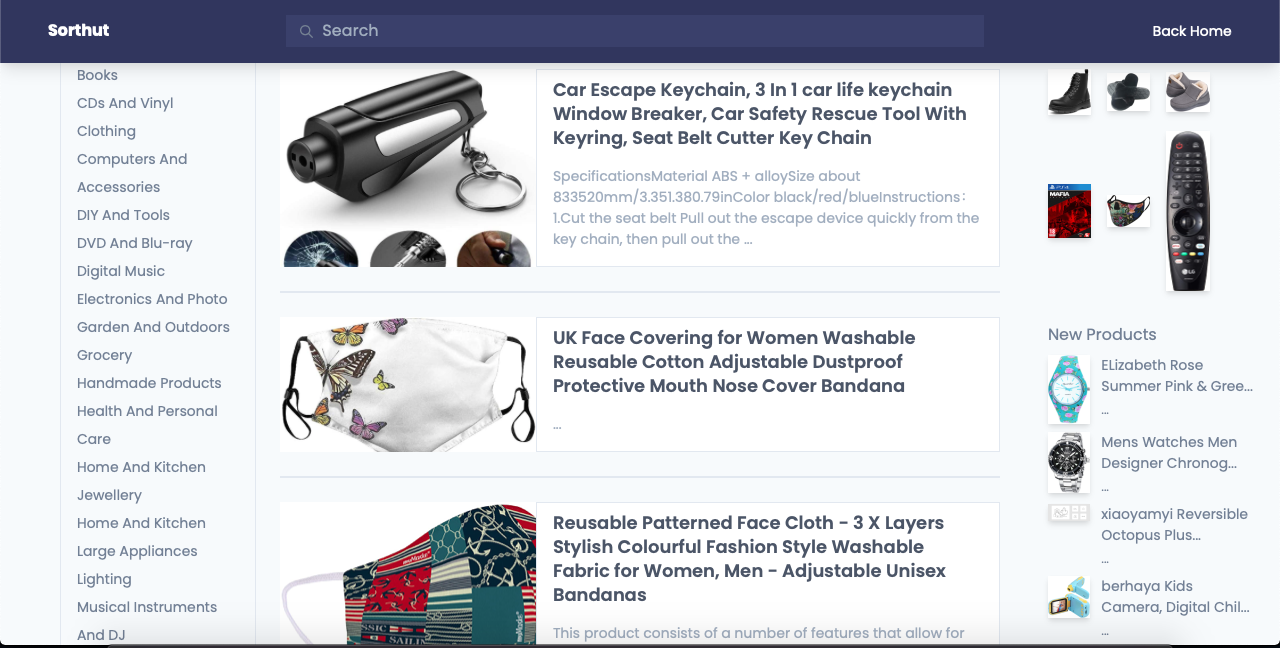 Sorthut
Search
Back Home
Books
CDs And Vinyl
Clothing
Computers And
Accessories
DIY And Tools
DVD And Blu-ray
Digital Music
Electronics And Photo
Garden And Outdoors
Grocery
Handmade Products
Health And Personal
Care
Home And Kitchen
Jewellery
Home And Kitchen
Large Appliances
Lighting
Musical Instruments
And DJ
Car Escape Keychain, 3 In 1 car life keychain
Window Breaker, Car Safety Rescue Tool With
Keyring, Seat Belt Cutter Key Chain
SpecificationsMaterial ABS + alloySize about
833520mm/3.351.380.79inColor black/red/blueInstructions：
1.Cut the seat belt Pull out the escape device quickly from the
key chain, then pull out the ...
UK Face Covering for Women Washable
Reusable Cotton Adjustable Dustproof
Protective Mouth Nose Cover Bandana
...
Reusable Patterned Face Cloth - 3 X Layers
Stylish Colourful Fashion Style Washable
Fabric for Women, Men - Adjustable Unisex
Bandanas
This product consists of a number of features that allow for
MAFIA
LG
New Products
ELizabeth Rose
Summer Pink & Gree...
...
Mens Watches Men
Designer Chronog...
...
xiaoyamyi Reversible
Octopus Plus...
...
berhaya Kids
Camera, Digital Chil...
...